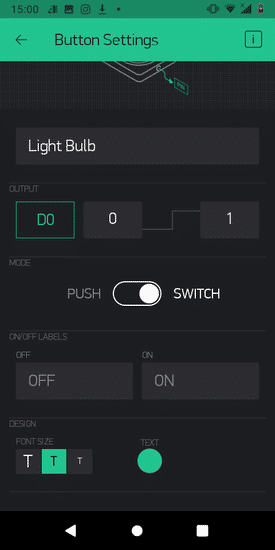 15:00
Button Settings
i
PIN
Light Bulb
OUTPUT
D0 0 1
MODE
PUSH SWITCH
ON/OFF LABELS
OFF ON
OFF ON
DESIGN
FONT SIZE TEXT
T T T